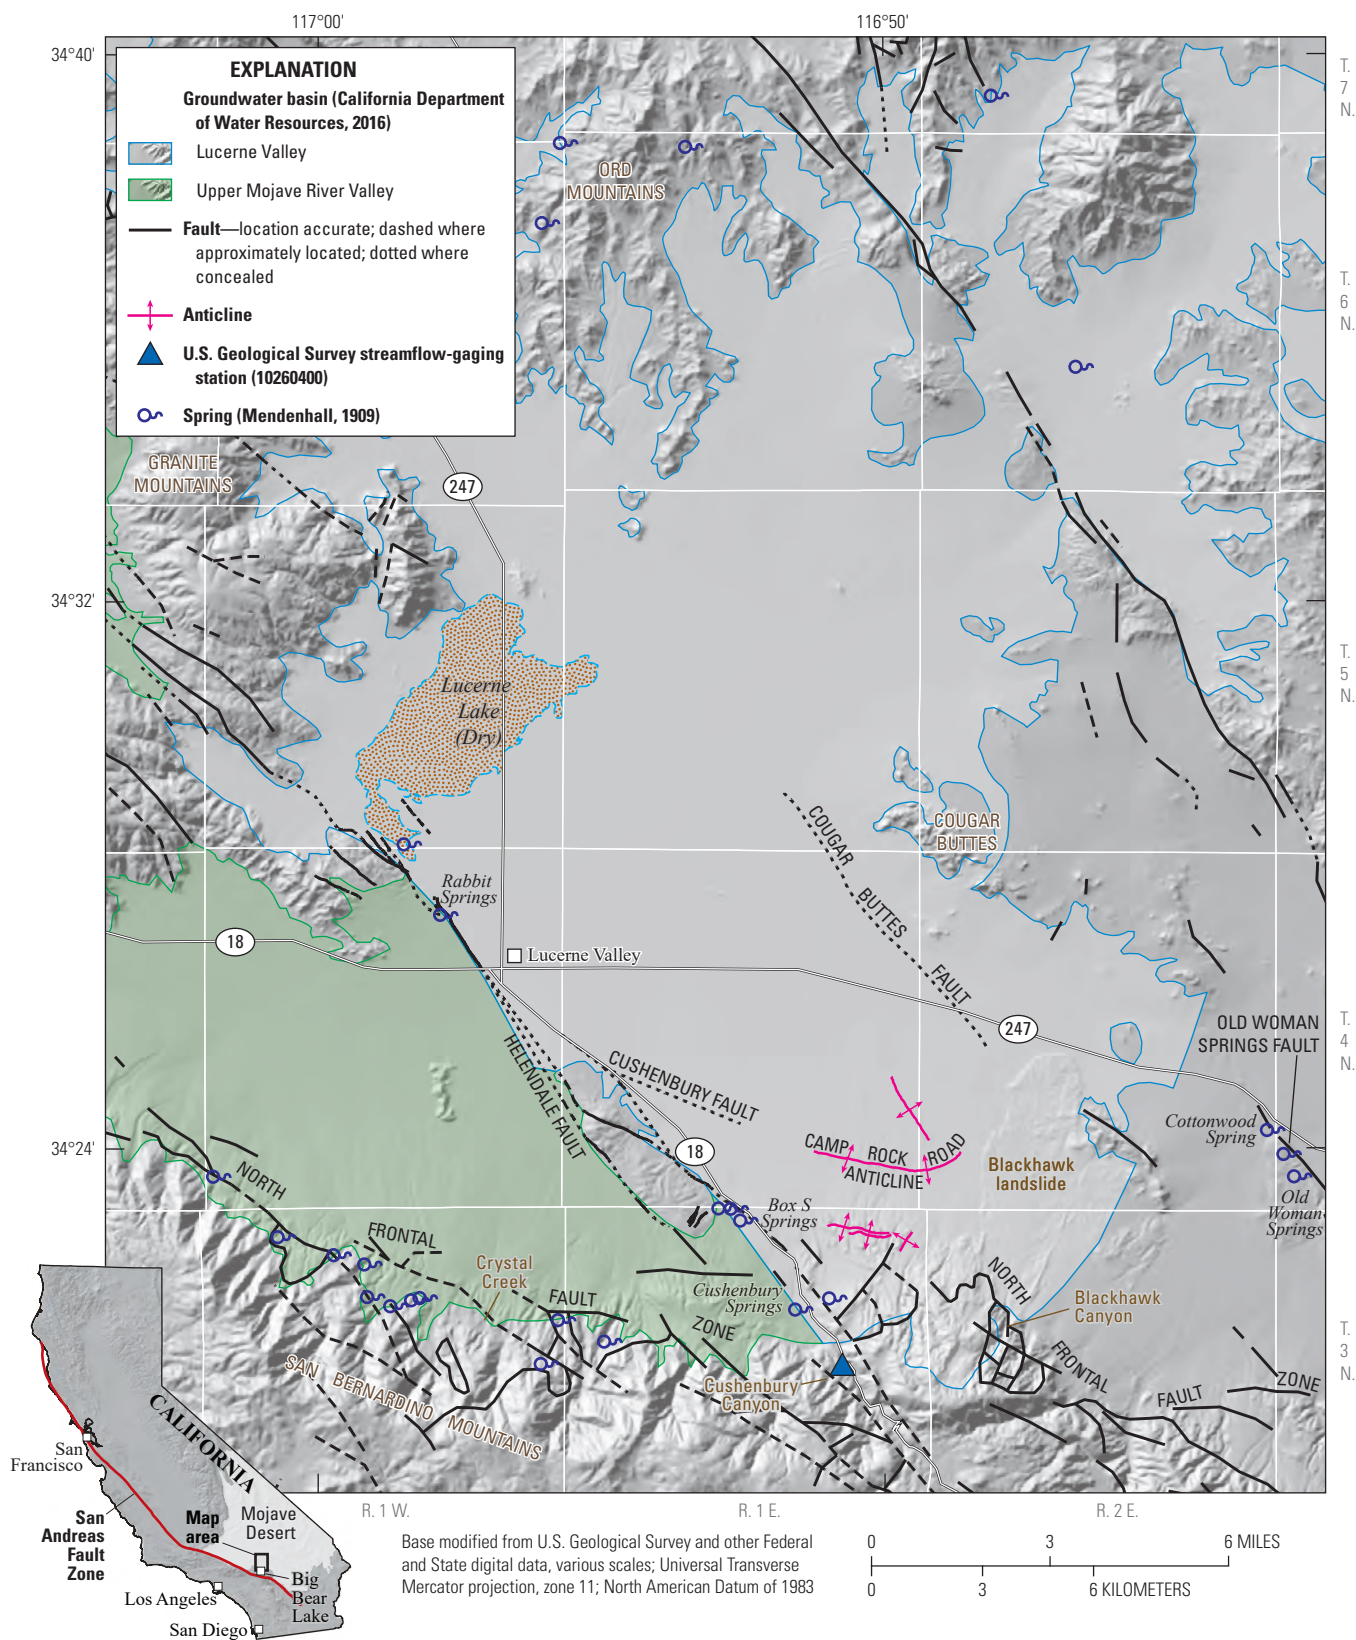 117°00'
116°50'
34°40'
34°32'
34°24'
T.
7
N.
T.
6
N.
T.
5
N.
T.
4
N.
T.
3
N.
EXPLANATION
Groundwater basin (California Department
of Water Resources, 2016)
Lucerne Valley
Upper Mojave River Valley
Fault—location accurate; dashed where
approximately located; dotted where
concealed
Anticline
U.S. Geological Survey streamflow-gaging
station (10260400)
Spring (Mendenhall, 1909)
ORD
MOUNTAINS
GRANITE
MOUNTAINS
247
Lucerne
Lake
(Dry)
COUGAR
BUTTES
COUGAR BUTTES FAULT
Rabbit
Springs
18
Lucerne Valley
247
OLD WOMAN
SPRINGS FAULT
HELENDALE FAULT
CUSHENBURY FAULT
Cottonwood
Spring
18
CAMP ROCK ROAD
ANTICLINE
Blackhawk
landslide
Old
Woman
Springs
Box S
Springs
NORTH FRONTAL FAULT ZONE
Crystal
Creek
Cushenbury
Springs
NORTH FRONTAL FAULT ZONE
Blackhawk
Canyon
SAN BERNARDINO MOUNTAINS
Cushenbury
Canyon
R. 1 W.
R. 1 E.
R. 2 E.
CALIFORNIA
San
Francisco
San
Andreas
Fault
Zone
Map
area
Mojave
Desert
Los Angeles
Big
Bear
Lake
San Diego
Base modified from U.S. Geological Survey and other Federal
and State digital data, various scales; Universal Transverse
Mercator projection, zone 11; North American Datum of 1983
0 3 6 MILES
0 3 6 KILOMETERS